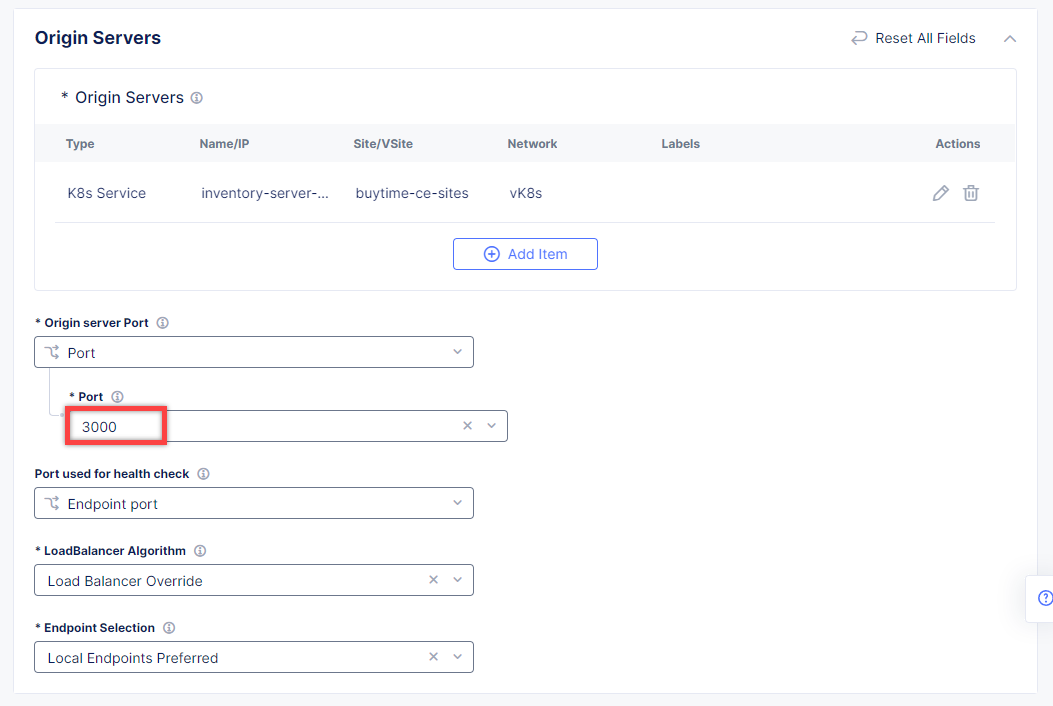 Origin Servers
Reset All Fields
* Origin Servers
Type Name/IP Site/VSite Network Labels Actions
K8s Service inventory-server-... buytime-ce-sites vK8s
Add Item
* Origin server Port
Port
* Port
3000
Port used for health check
Endpoint port
* LoadBalancer Algorithm
Load Balancer Override
* Endpoint Selection
Local Endpoints Preferred